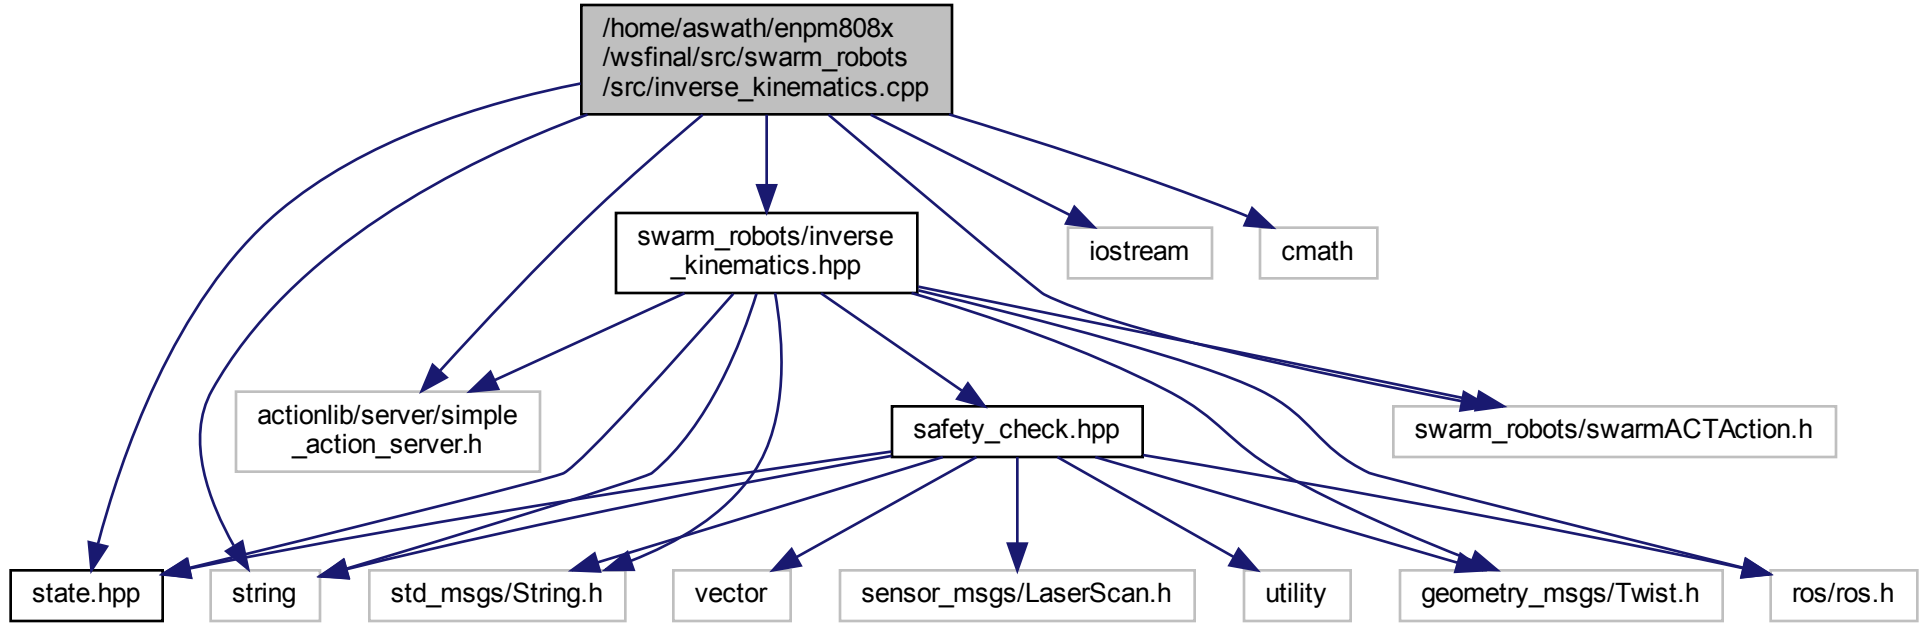 /home/aswath/enpm808x
/wsfinal/src/swarm_robots
/src/inverse_kinematics.cpp
swarm_robots/inverse
_kinematics.hpp
iostream
cmath
actionlib/server/simple
_action_server.h
safety_check.hpp
swarm_robots/swarmACTAction.h
state.hpp
string
std_msgs/String.h
vector
sensor_msgs/LaserScan.h
utility
geometry_msgs/Twist.h
ros/ros.h